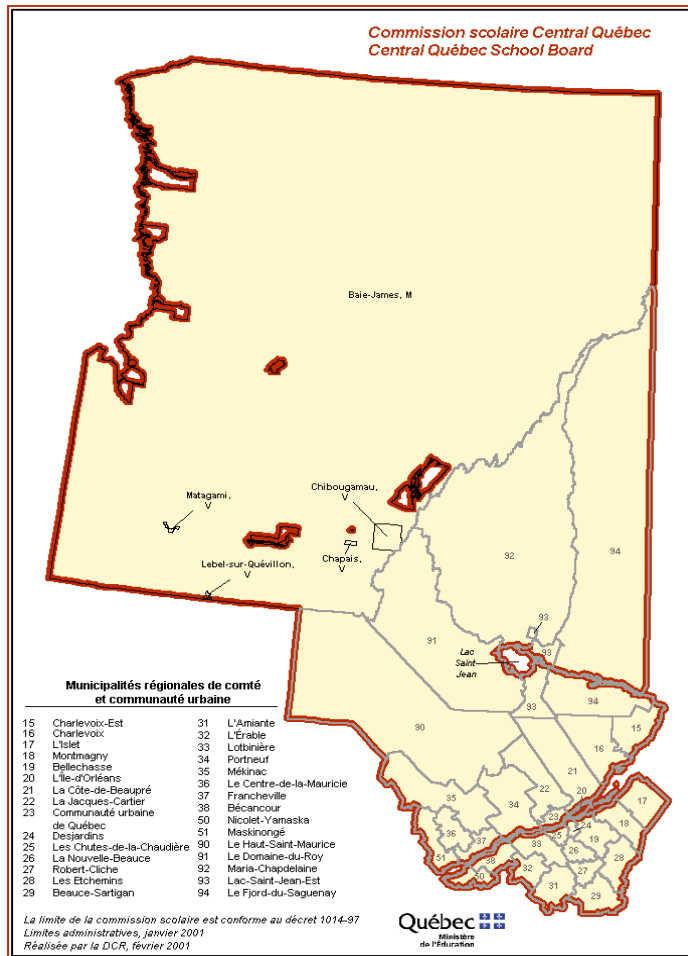 Commission scolaire Central Québec
Central Québec School Board
Baie-James, M
Matagami,
V
Chibougamau,
V
Chapais,
V
Lebel-sur-Quévillon,
V
92
94
93
91
93
Lac
Saint
Jean
93
94
90
15
16
21
20
35
34
22
23
17
24
18
36
37
25
19
33
26
28
51
38
50
32
27
31
29
Municipalités régionales de comté
et communauté urbaine
15 Charlevoix-Est
16 Charlevoix
17 L'Islet
18 Montmagny
19 Bellechasse
20 L'Île-d'Orléans
21 La Côte-de-Beaupré
22 La Jacques-Cartier
23 Communauté urbaine
de Québec
24 Desjardins
25 Les Chutes-de-la-Chaudière
26 La Nouvelle-Beauce
27 Robert-Cliche
28 Les Etchemins
29 Beauce-Sartigan
31 L'Amiante
32 L'Érable
33 Lotbinière
34 Portneuf
35 Mékinac
36 Le Centre-de-la-Mauricie
37 Francheville
38 Bécancour
50 Nicolet-Yamaska
51 Maskinongé
90 Le Haut-Saint-Maurice
91 Le Domaine-du-Roy
92 Maria-Chapdelaine
93 Lac-Saint-Jean-Est
94 Le Fjord-du-Saguenay
La limite de la commission scolaire est conforme au décret 1014-97
Limites administratives, janvier 2001
Réalisée par la DCR, février 2001
Québec
Ministère
de l'Éducation